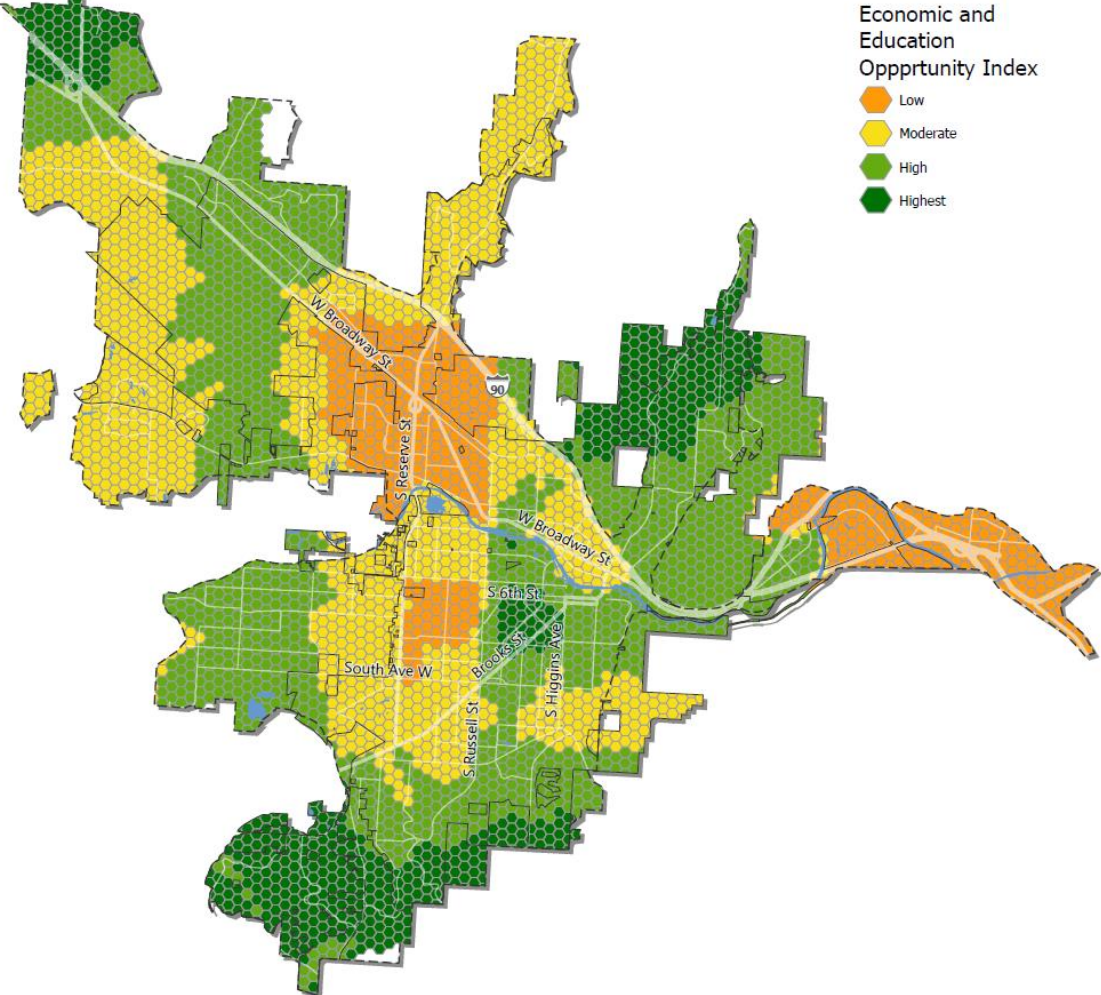 Economic and
Education
Oppprtunity Index
Low
Moderate
High
Highest
W Broadway St
90
S Reserve St
W Broadway St
S 6th St
Brooks St
S Higgins Ave
South Ave W
S Russell St